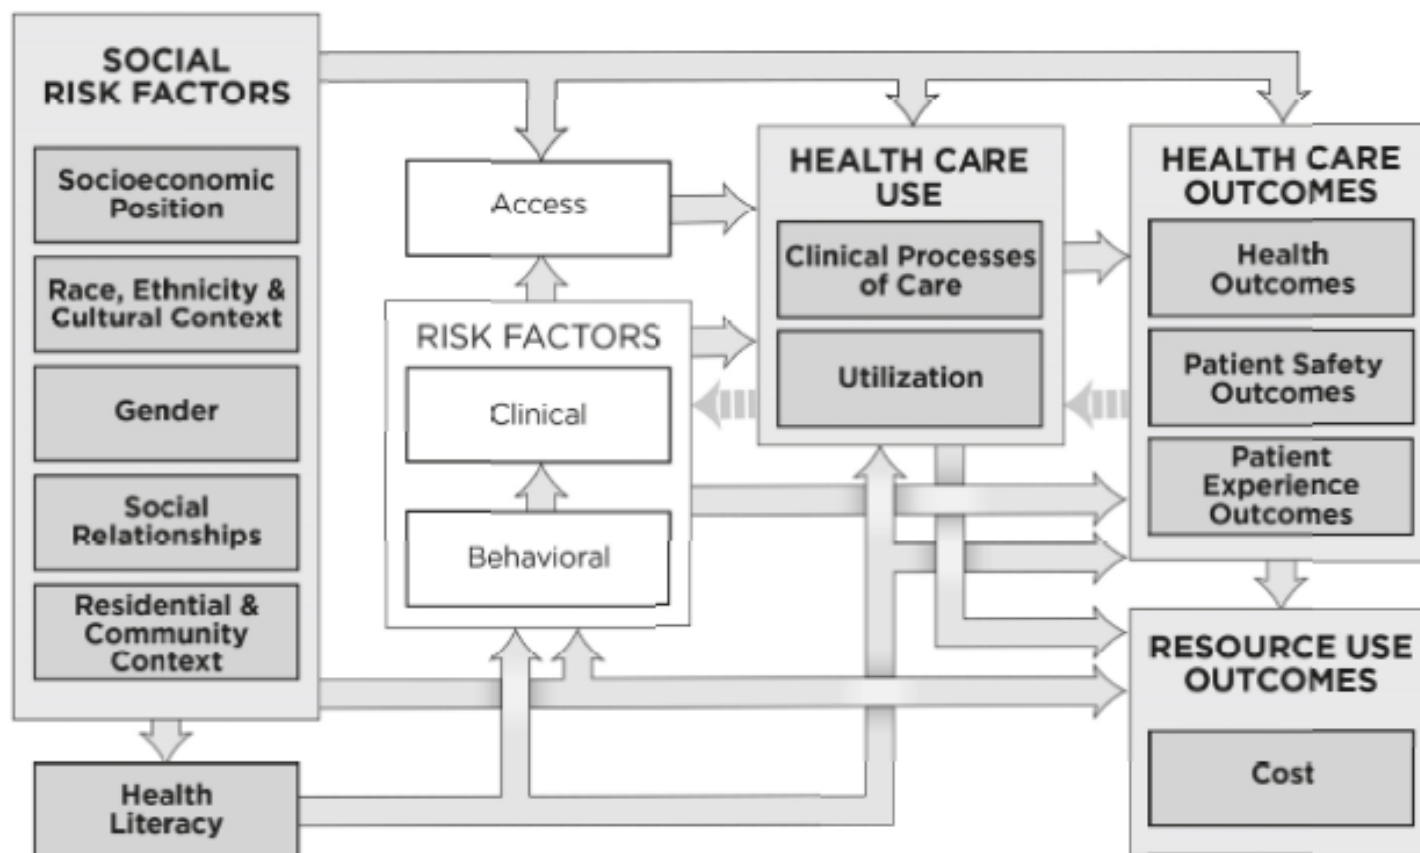 SOCIAL
RISK FACTORS
Socioeconomic
Position
Race, Ethnicity &
Cultural Context
Gender
Social
Relationships
Residential &
Community
Context
Health
Literacy
Access
RISK FACTORS
Clinical
Behavioral
HEALTH CARE
USE
Clinical Processes
of Care
Utilization
HEALTH CARE
OUTCOMES
Health
Outcomes
Patient Safety
Outcomes
Patient
Experience
Outcomes
RESOURCE USE
OUTCOMES
Cost